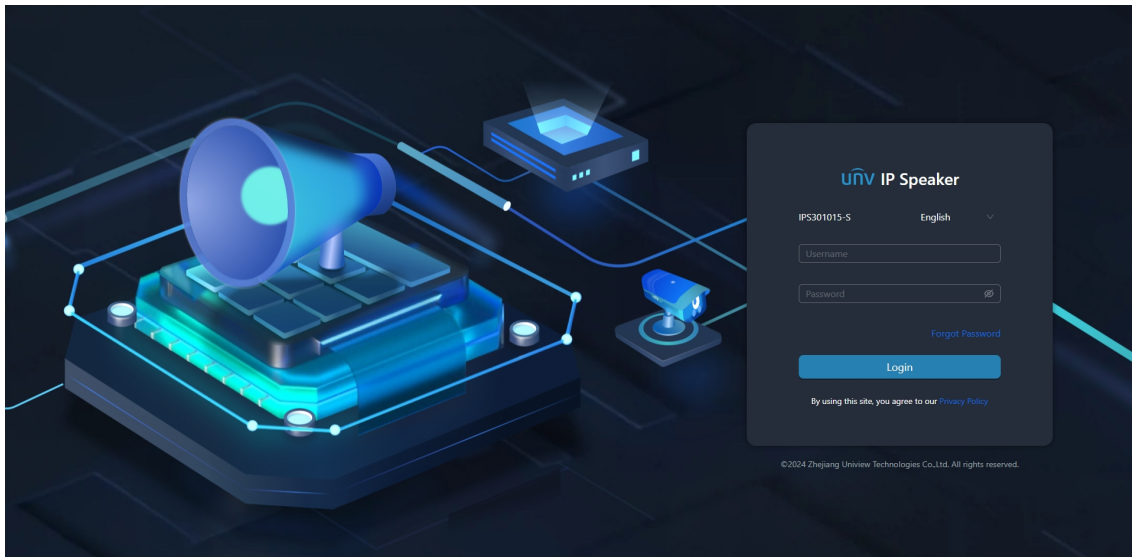 unv IP Speaker
IPS301015-S English
Username
Password
Forgot Password
Login
By using this site, you agree to our Privacy Policy
©2024 Zhejiang Uniview Technologies Co.,Ltd. All rights reserved.